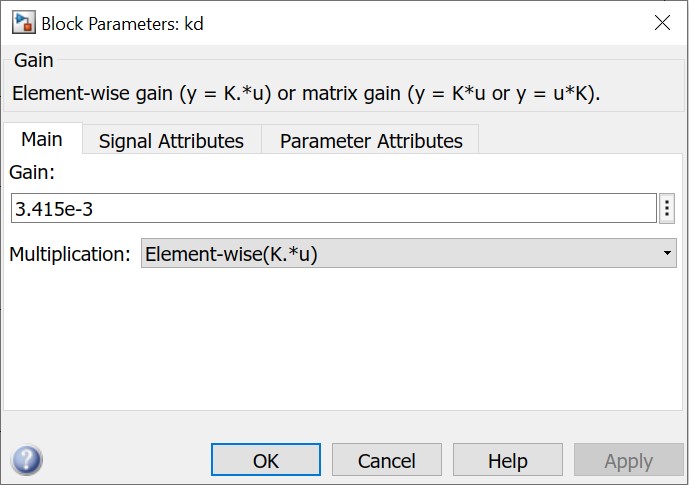 Block Parameters: kd
Gain
Element-wise gain (y = K.*u) or matrix gain (y = K*u or y = u*K).
Main Signal Attributes Parameter Attributes
Gain:
3.415e-3
Multiplication: Element-wise(K.*u)
? OK Cancel Help Apply